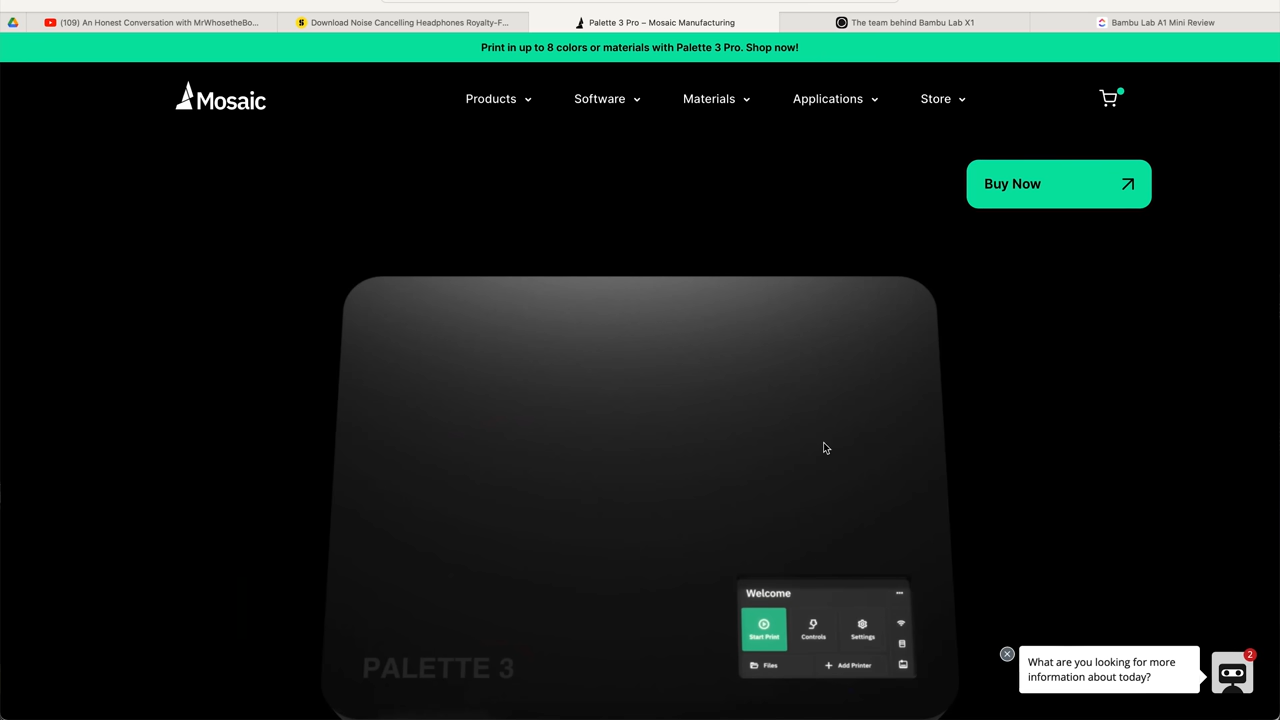 (109) An Honest Conversation with MrWhosetheBo...
Download Noise Cancelling Headphones Royalty-F...
Palette 3 Pro – Mosaic Manufacturing
The team behind Bambu Lab X1
Bambu Lab A1 Mini Review
Print in up to 8 colors or materials with Palette 3 Pro. Shop now!
Mosaic
Products
Software
Materials
Applications
Store
Buy Now
Welcome
Start Print
Controls
Settings
Files
Add Printer
PALETTE 3
What are you looking for more
information about today?
2